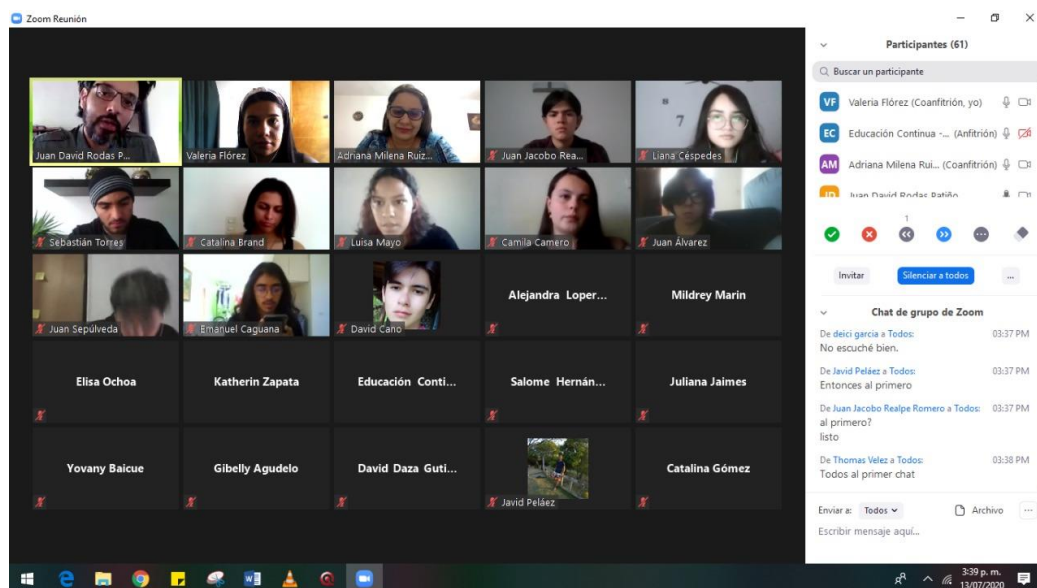 Zoom Reunión
Participantes (61)
Buscar un participante
VF Valeria Flórez (Coanfitrión, yo)
EC Educación Continua -... (Anfitrión)
AM Adriana Milena Rui... (Coanfitrión)
JD Juan David Rodas Patiño
1
Invitar
Silenciar a todos
...
Chat de grupo de Zoom
De deici garcia a Todos: 03:37 PM
No escuché bien.
De Javid Peláez a Todos: 03:37 PM
Entonces al primero
De Juan Jacobo Realpe Romero a Todos: 03:37 PM
al primero?
listo
De Thomas Velez a Todos: 03:38 PM
Todos al primer chat
Enviar a: Todos
Archivo
...
Escribir mensaje aquí...
Juan David Rodas P...
Valeria Flórez
Adriana Milena Ruiz...
Juan Jacobo Rea...
Liana Céspedes
7
Sebastián Torres
Catalina Brand
Luisa Mayo
Camila Camero
Juan Álvarez
Juan Sepúlveda
Emanuel Caguana
David Cano
Alejandra Loper...
Mildrey Marin
Elisa Ochoa
Katherin Zapata
Educación Conti...
Salome Hernán...
Juliana Jaimes
Yovany Baicue
Gibelly Agudelo
David Daza Guti...
Javid Peláez
Catalina Gómez
3:39 p. m.
13/07/2020